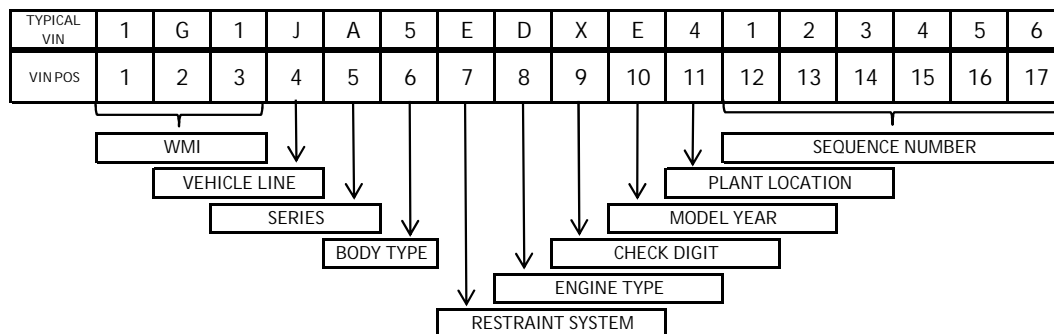 TYPICAL VIN 1 G 1 J A 5 E D X E 4 1 2 3 4 5 6
VIN POS 1 2 3 4 5 6 7 8 9 10 11 12 13 14 15 16 17
WMI SEQUENCE NUMBER
VEHICLE LINE PLANT LOCATION
SERIES MODEL YEAR
BODY TYPE CHECK DIGIT
ENGINE TYPE
RESTRAINT SYSTEM